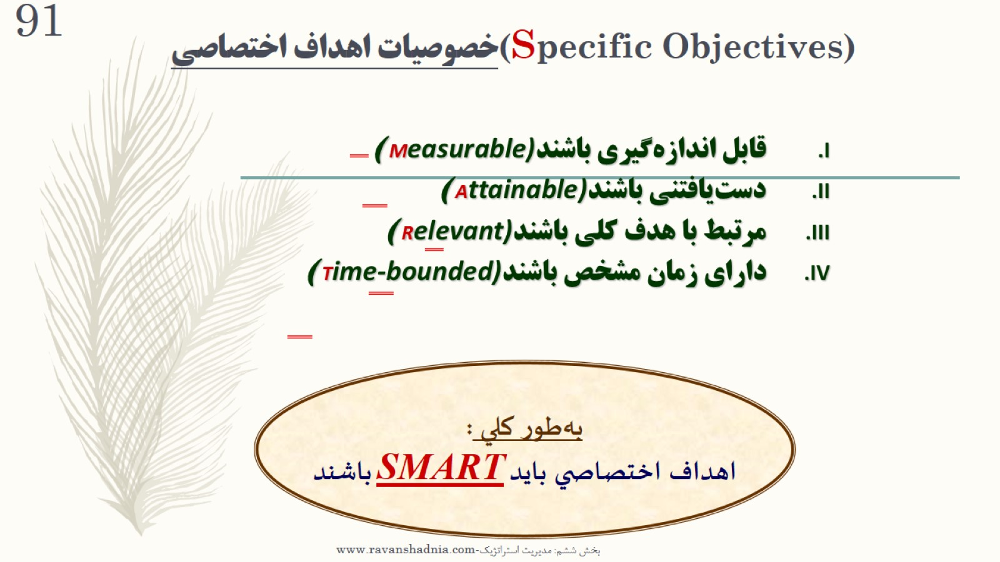 91
خصوصیات اهداف اختصاصی(Specific Objectives)
I. قابل اندازه‌گیری باشند(Measurable)
II. دست‌یافتنی باشند(Attainable)
III. مرتبط با هدف کلی باشند(Relevant)
IV. دارای زمان مشخص باشند(Time-bounded)
به‌طور کلي :
اهداف اختصاصي بايد SMART باشند
بخش ششم: مدیریت استراتژیک-www.ravanshadnia.com